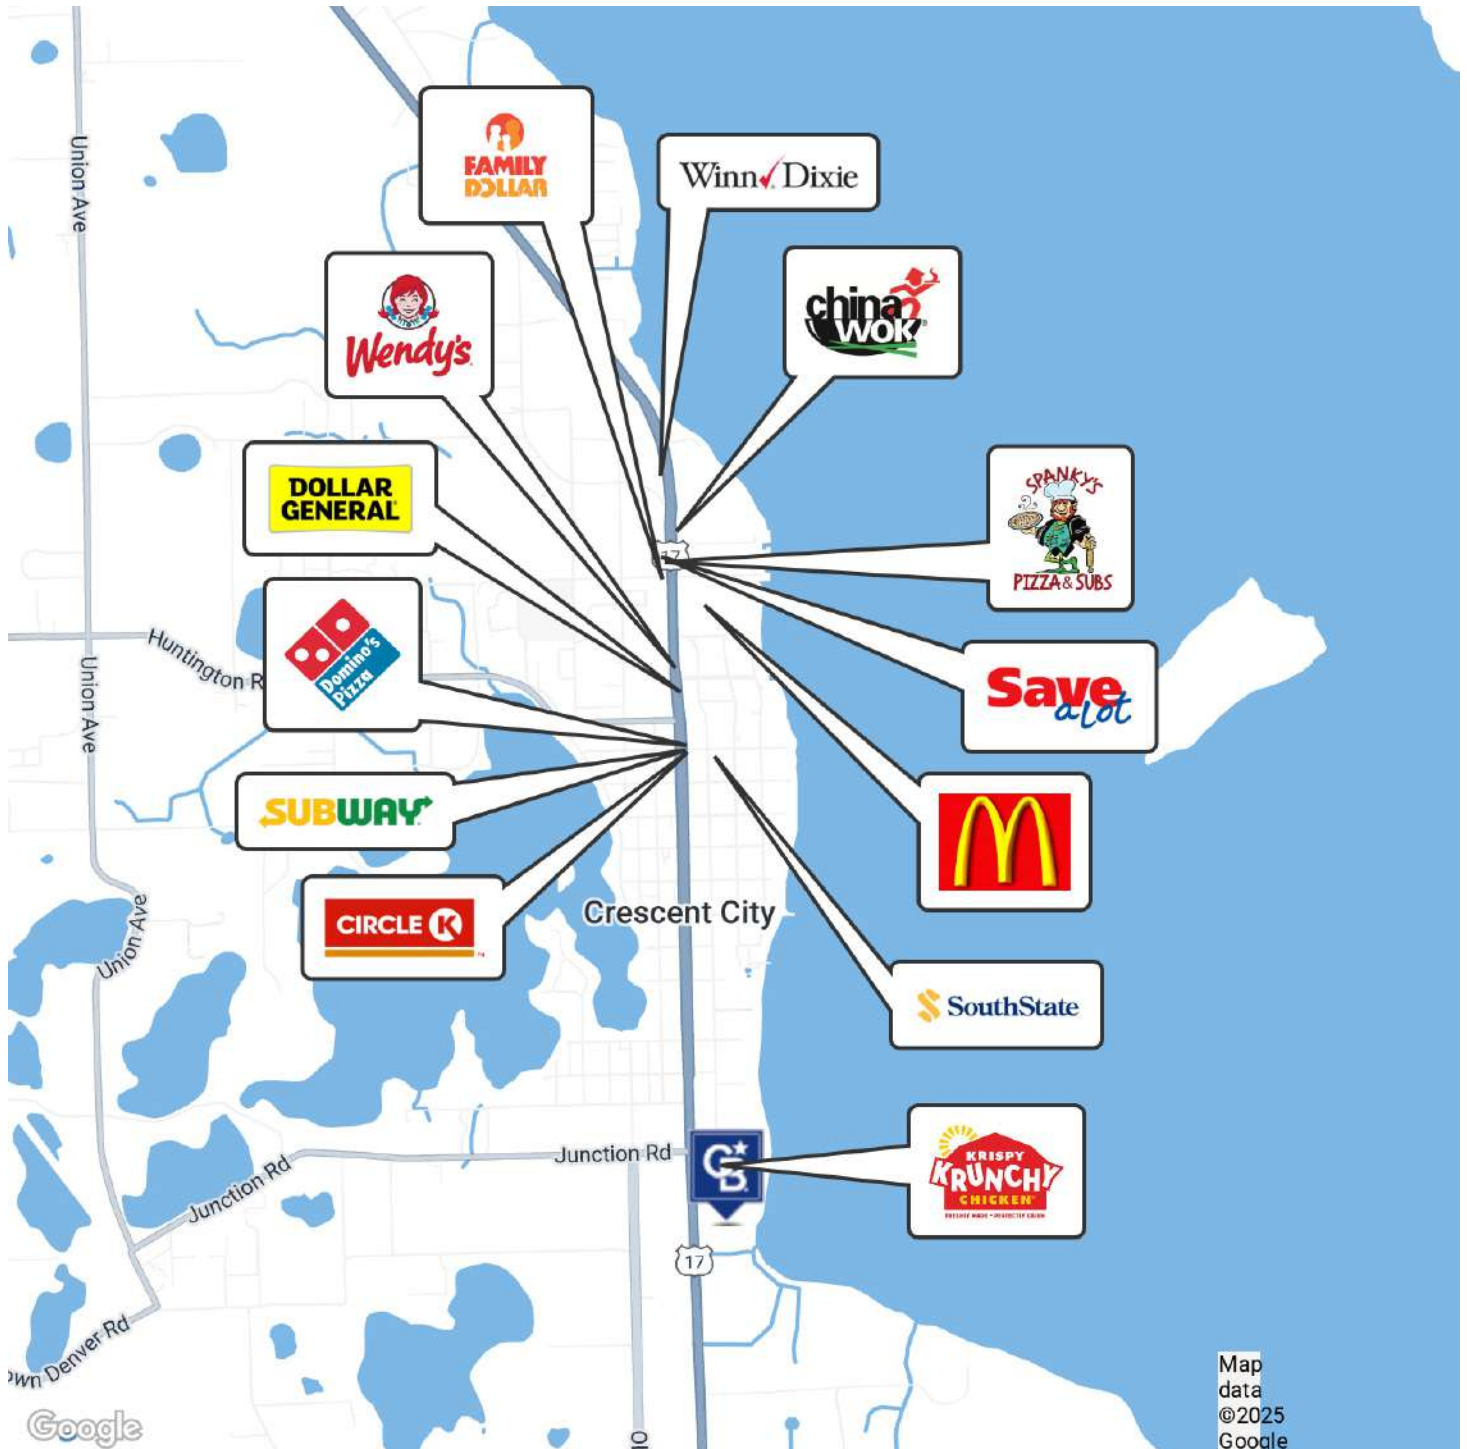 Union Ave
FAMILY
DOLLAR
Winn Dixie
Wendy's
china
WOK
DOLLAR
GENERAL
SPANKY'S
PIZZA & SUBS
17
Domino's
Pizza
Huntington R
Union Ave
Save
a lot
SUBWAY
M
CIRCLE K
Crescent City
Union Ave
SouthState
Junction Rd
CB
KRISPY
KRUNCHY
CHICKEN
Junction Rd
17
own Denver Rd
Map
data
©2025
Google
Google